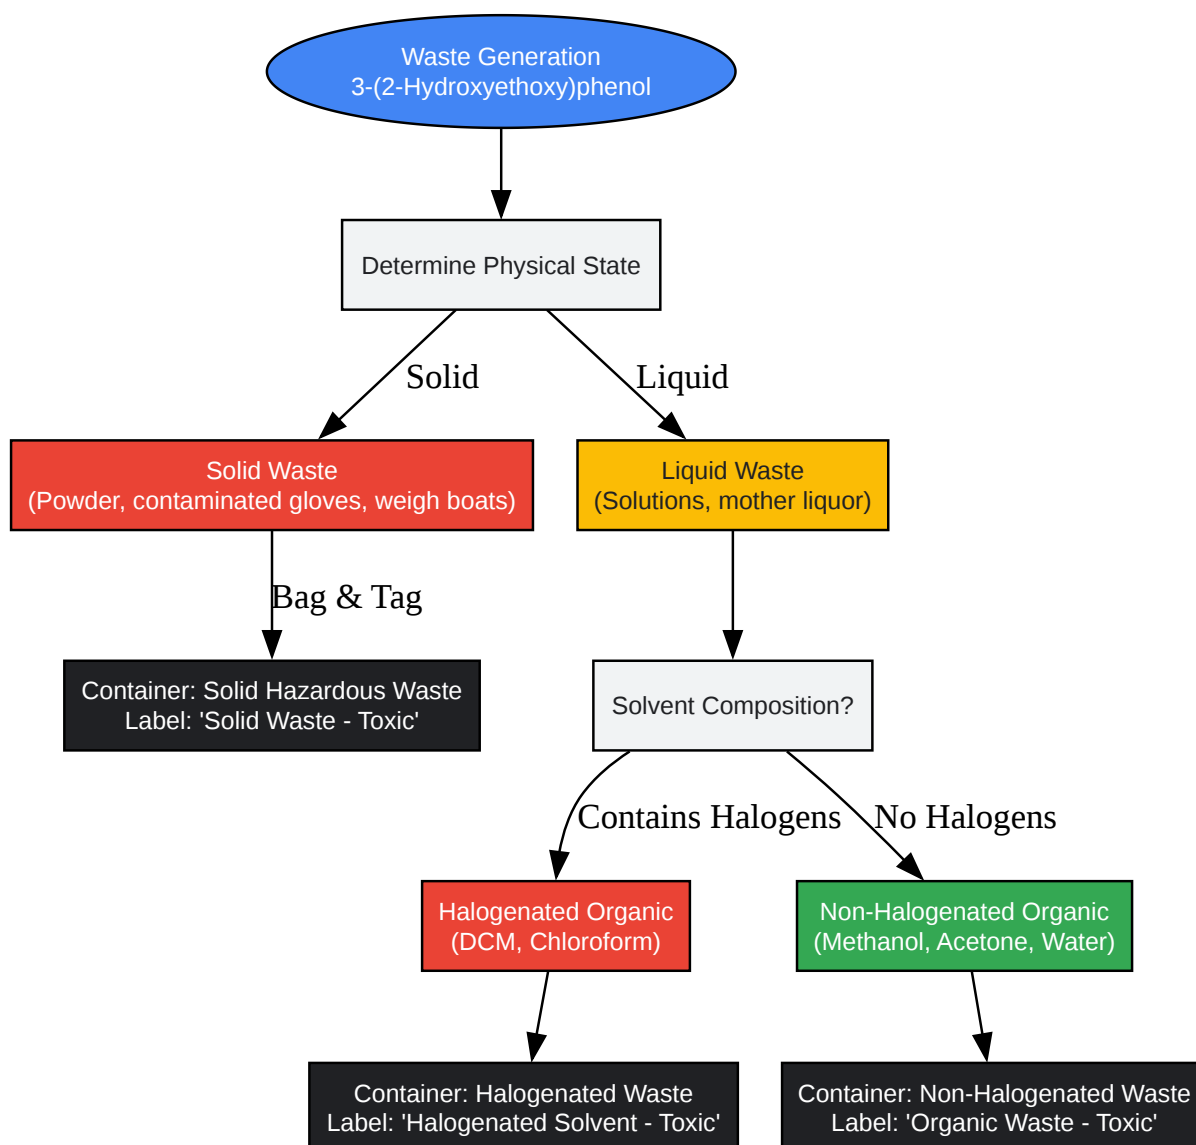 Waste Generation
3-(2-Hydroxyethoxy)phenol
Determine Physical State
Solid
Liquid
Solid Waste
(Powder, contaminated gloves, weigh boats)
Liquid Waste
(Solutions, mother liquor)
Bag & Tag
Container: Solid Hazardous Waste
Label: 'Solid Waste - Toxic'
Solvent Composition?
Contains Halogens
No Halogens
Halogenated Organic
(DCM, Chloroform)
Non-Halogenated Organic
(Methanol, Acetone, Water)
Container: Halogenated Waste
Label: 'Halogenated Solvent - Toxic'
Container: Non-Halogenated Waste
Label: 'Organic Waste - Toxic'